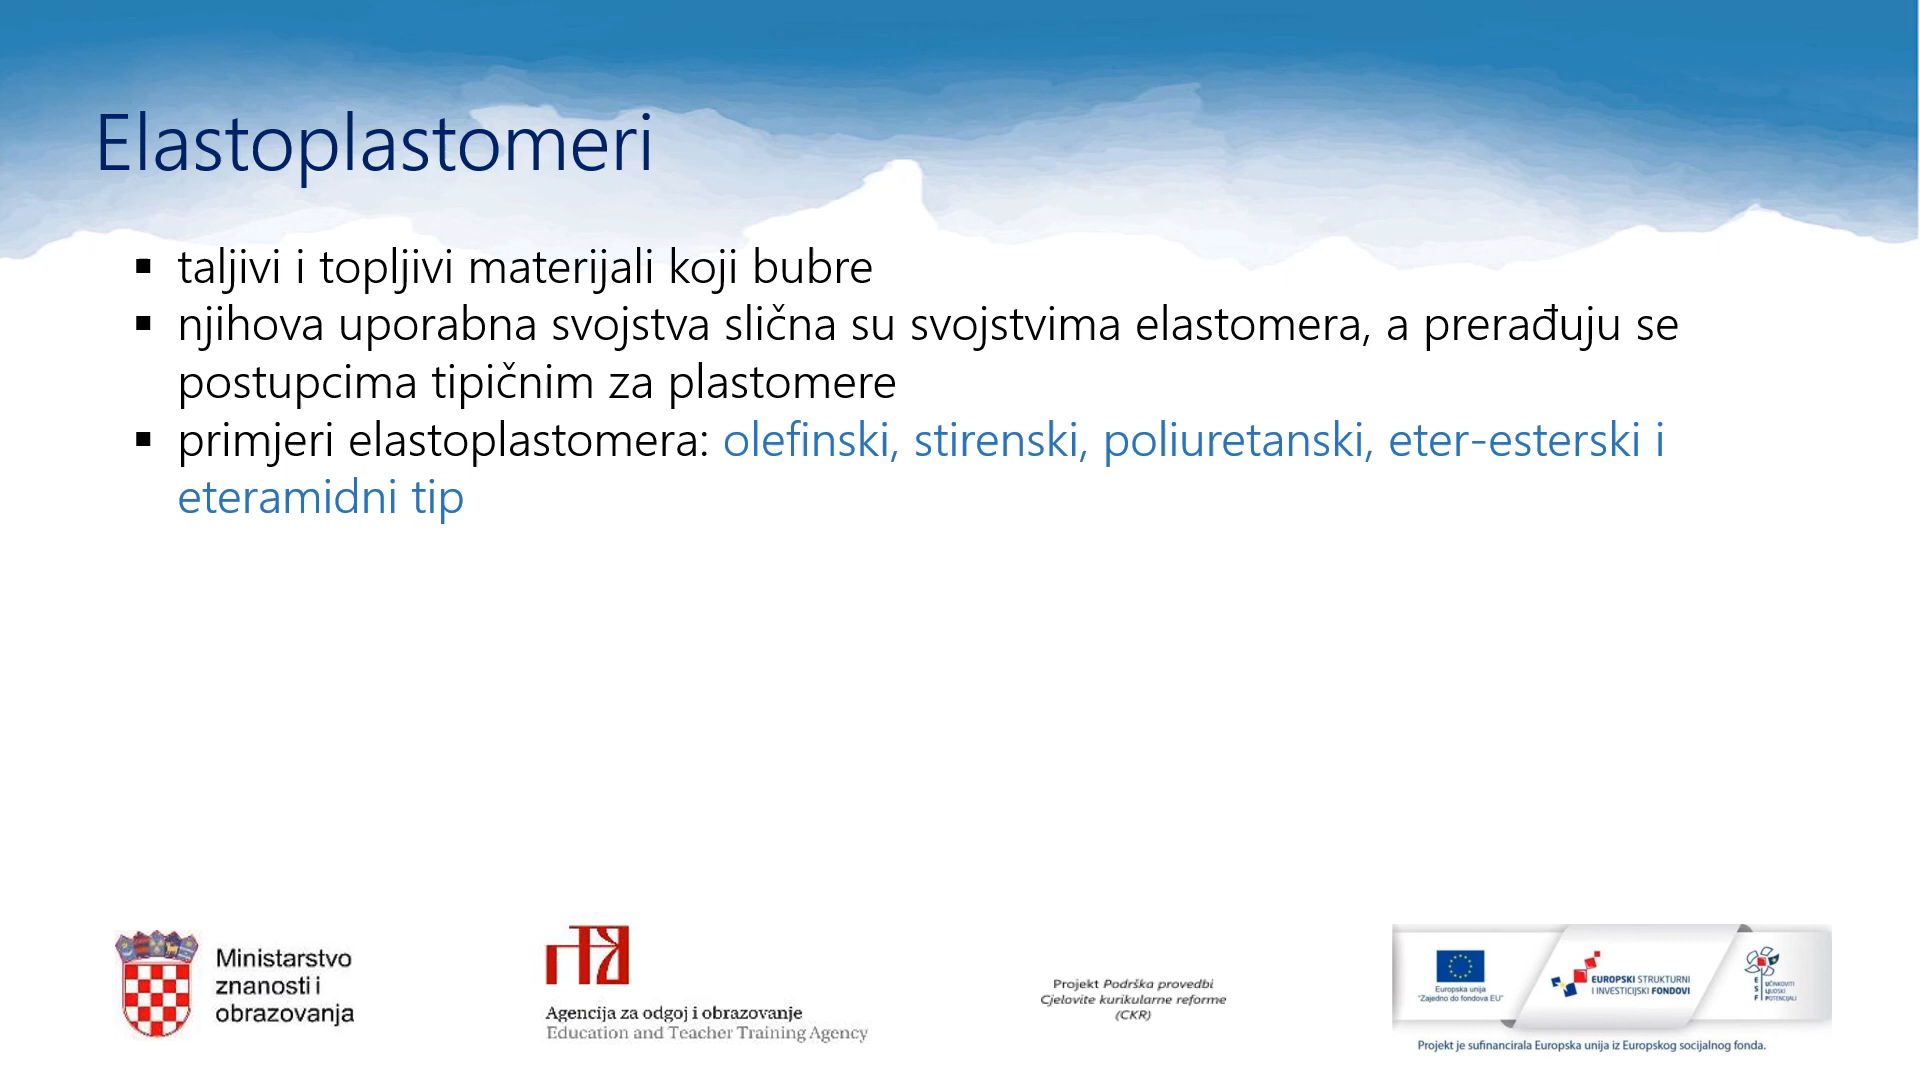 Elastoplastomeri
▪ taljivi i topljivi materijali koji bubre
▪ njihova uporabna svojstva slična su svojstvima elastomera, a prerađuju se
postupcima tipičnim za plastomere
▪ primjeri elastoplastomera: olefinski, stirenski, poliuretanski, eter-esterski i
eteramidni tip
Ministarstvo
znanosti i
obrazovanja
Agencija za odgoj i obrazovanje
Education and Teacher Training Agency
Projekt Podrška provedbi
Cjelovite kurikularne reforme
(CKR)
Europska unija
"Zajedno do fondova EU"
EUROPSKI STRUKTURNI
I INVESTICIJSKI FONDOVI
ESF
UČINKOVITI
LJUDSKI
POTENCIJALI
Projekt je sufinancirala Europska unija iz Europskog socijalnog fonda.